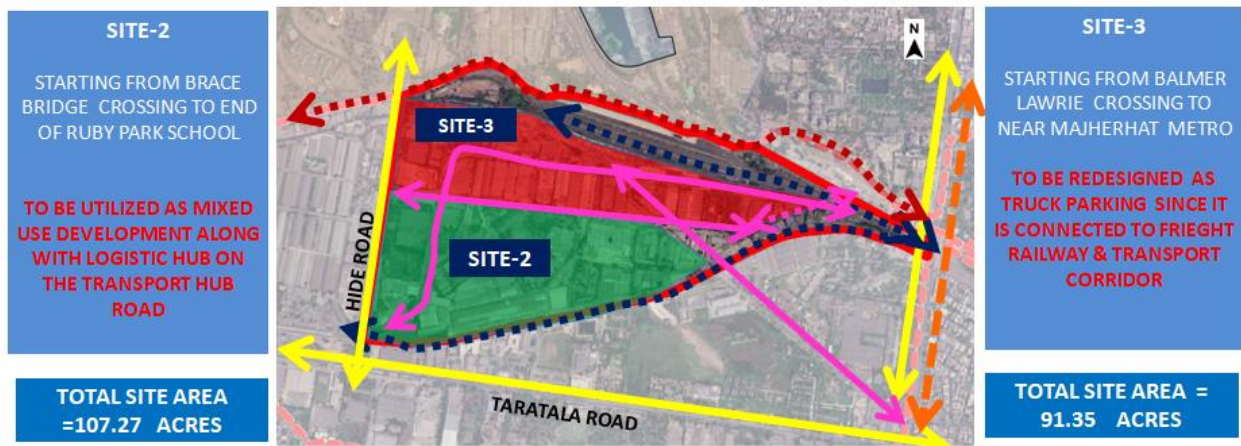 SITE-2
STARTING FROM BRACE
BRIDGE CROSSING TO END
OF RUBY PARK SCHOOL
TO BE UTILIZED AS MIXED
USE DEVELOPMENT ALONG
WITH LOGISTIC HUB ON
THE TRANSPORT HUB
ROAD
TOTAL SITE AREA
=107.27 ACRES
N
SITE-3
SITE-2
HIDE ROAD
TARATALA ROAD
SITE-3
STARTING FROM BALMER
LAWRIE CROSSING TO
NEAR MAJHERHAT METRO
TO BE REDESIGNED AS
TRUCK PARKING SINCE IT
IS CONNECTED TO FRIEGHT
RAILWAY & TRANSPORT
CORRIDOR
TOTAL SITE AREA =
91.35 ACRES